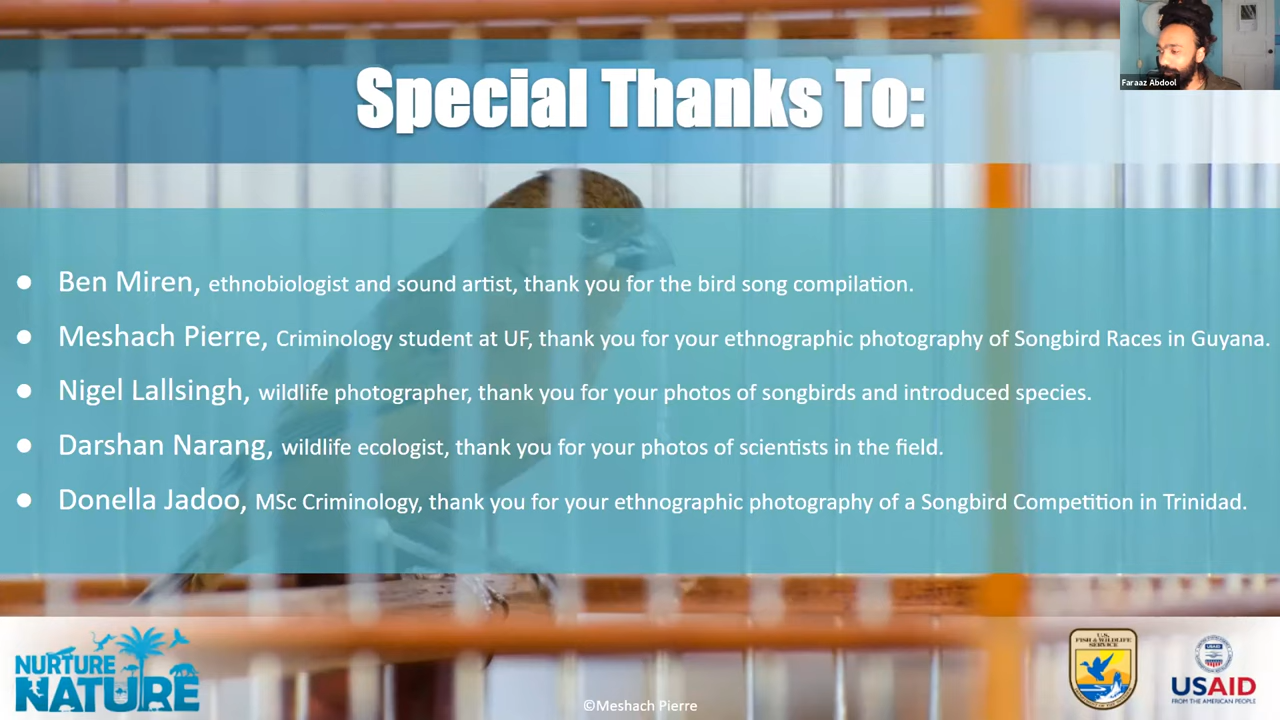 Faraaz Abdool
Special Thanks To:
● Ben Miren, ethnobiologist and sound artist, thank you for the bird song compilation.
● Meshach Pierre, Criminology student at UF, thank you for your ethnographic photography of Songbird Races in Guyana.
● Nigel Lallsingh, wildlife photographer, thank you for your photos of songbirds and introduced species.
● Darshan Narang, wildlife ecologist, thank you for your photos of scientists in the field.
● Donella Jadoo, MSc Criminology, thank you for your ethnographic photography of a Songbird Competition in Trinidad.
NURTURE
NATURE
©Meshach Pierre
U.S.
FISH & WILDLIFE
SERVICE
USAID
FROM THE AMERICAN PEOPLE